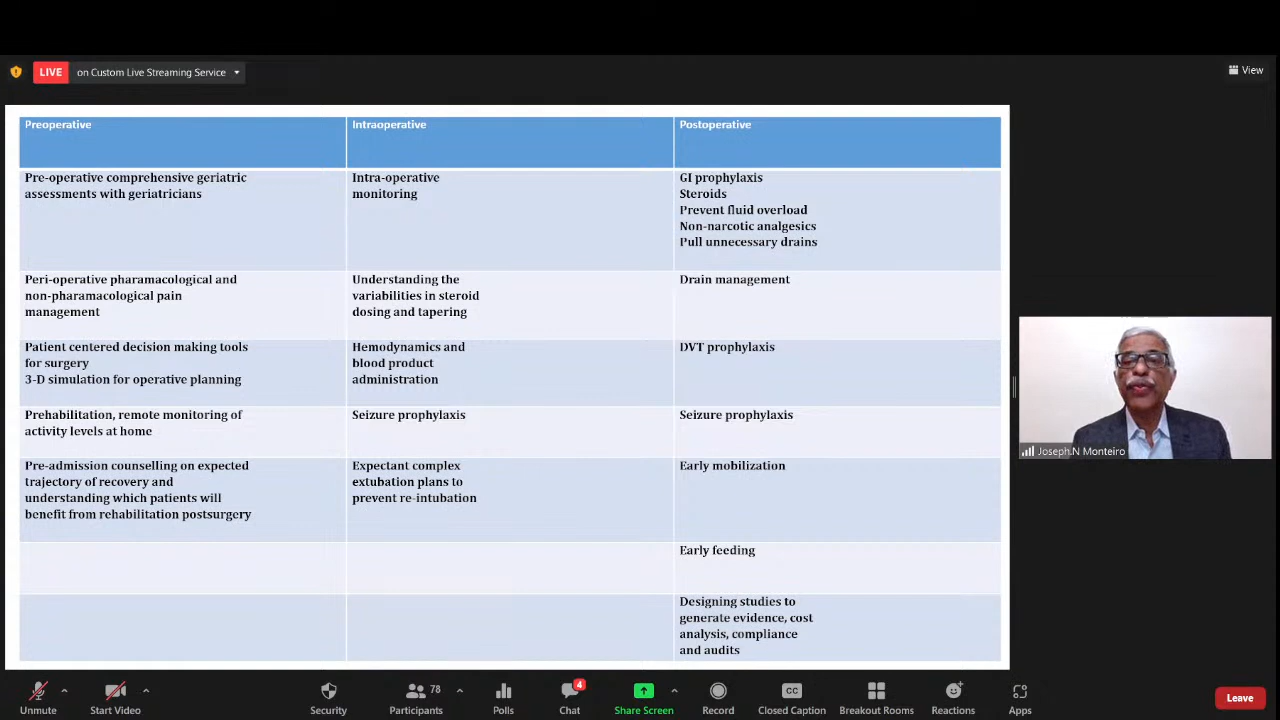 LIVE
on Custom Live Streaming Service
View
Preoperative
Intraoperative
Postoperative
Pre-operative comprehensive geriatric
assessments with geriatricians
Intra-operative
monitoring
GI prophylaxis
Steroids
Prevent fluid overload
Non-narcotic analgesics
Pull unnecessary drains
Peri-operative pharamacological and
non-pharamacological pain
management
Understanding the
variabilities in steroid
dosing and tapering
Drain management
Patient centered decision making tools
for surgery
3-D simulation for operative planning
Hemodynamics and
blood product
administration
DVT prophylaxis
Prehabilitation, remote monitoring of
activity levels at home
Seizure prophylaxis
Seizure prophylaxis
Pre-admission counselling on expected
trajectory of recovery and
understanding which patients will
benefit from rehabilitation postsurgery
Expectant complex
extubation plans to
prevent re-intubation
Early mobilization
Early feeding
Designing studies to
generate evidence, cost
analysis, compliance
and audits
Joseph.N Monteiro
Unmute
Start Video
Security
78
Participants
Polls
4
Chat
Share Screen
Record
CC
Closed Caption
Breakout Rooms
Reactions
Apps
Leave